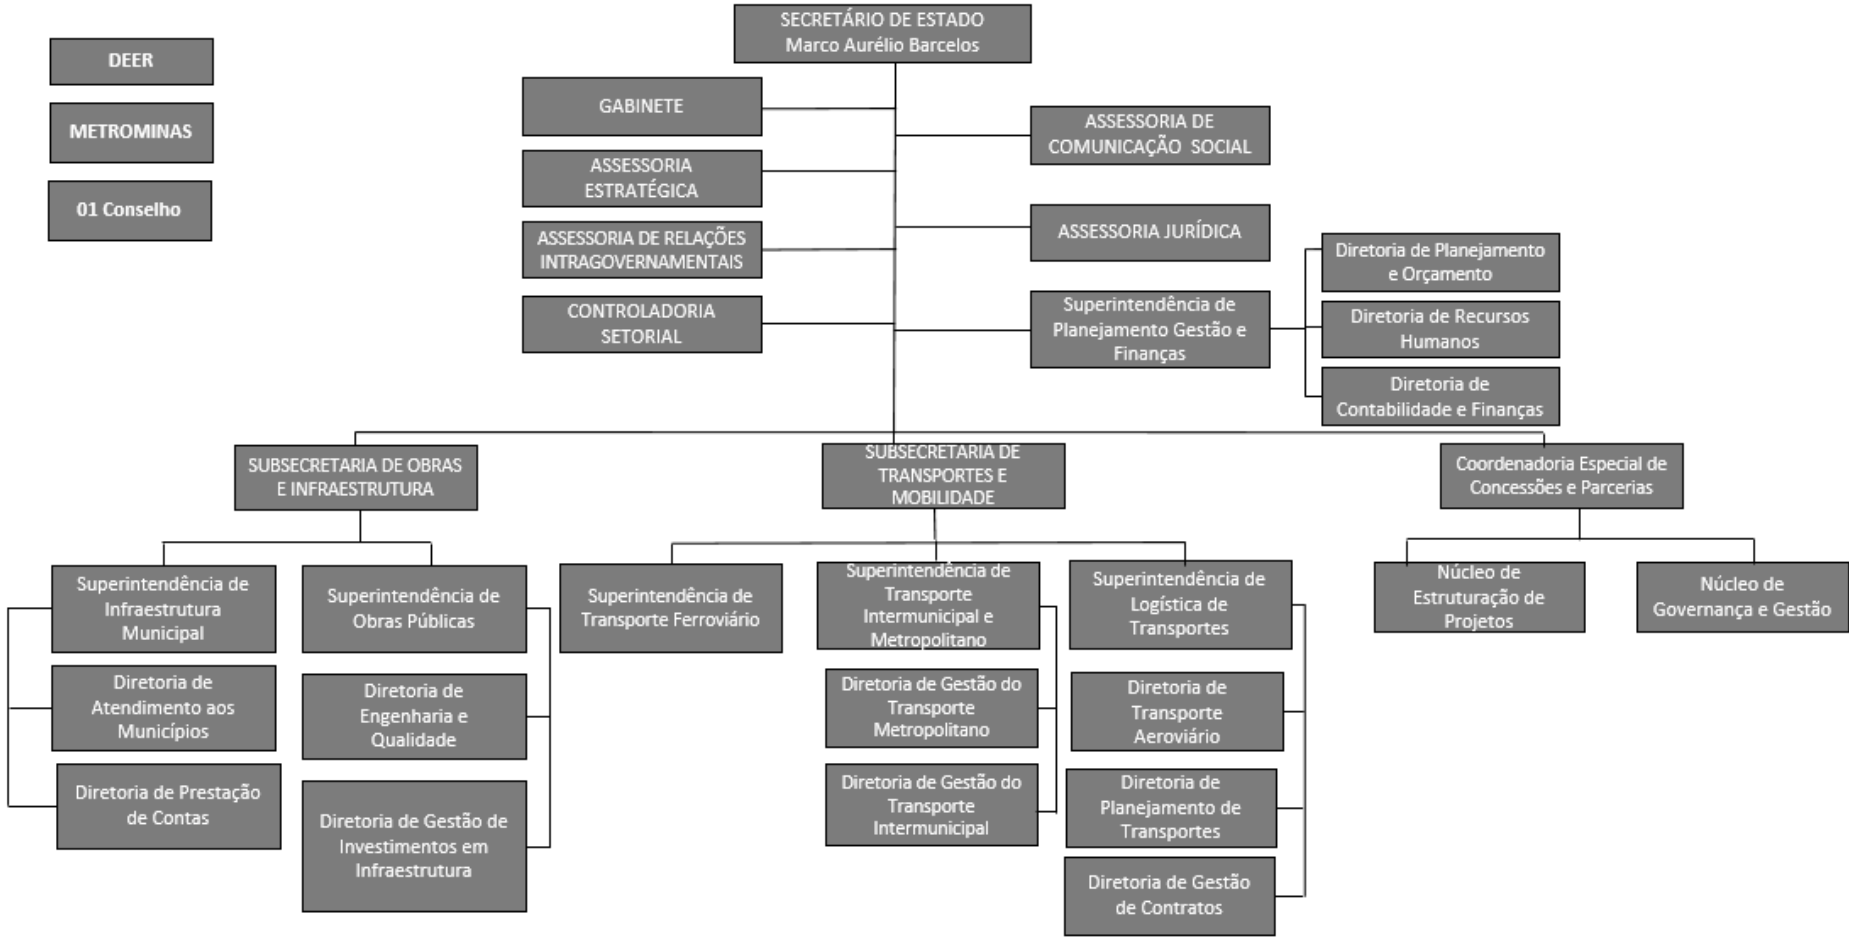 SECRETÁRIO DE ESTADO
Marco Aurélio Barcelos
DEER
METROMINAS
01 Conselho
GABINETE
ASSESSORIA
ESTRATÉGICA
ASSESSORIA DE RELAÇÕES
INTRAGOVERNAMENTAIS
CONTROLADORIA
SETORIAL
ASSESSORIA DE
COMUNICAÇÃO SOCIAL
ASSESSORIA JURÍDICA
Superintendência de
Planejamento Gestão e
Finanças
Diretoria de Planejamento
e Orçamento
Diretoria de Recursos
Humanos
Diretoria de
Contabilidade e Finanças
SUBSECRETARIA DE OBRAS
E INFRAESTRUTURA
SUBSECRETARIA DE
TRANSPORTES E
MOBILIDADE
Coordenadoria Especial de
Concessões e Parcerias
Superintendência de
Infraestrutura
Municipal
Diretoria de
Atendimento aos
Municípios
Diretoria de Prestação
de Contas
Superintendência de
Obras Públicas
Diretoria de
Engenharia e
Qualidade
Diretoria de Gestão de
Investimentos em
Infraestrutura
Superintendência de
Transporte Ferroviário
Superintendência de
Transporte
Intermunicipal e
Metropolitano
Diretoria de Gestão do
Transporte
Metropolitano
Diretoria de Gestão do
Transporte
Intermunicipal
Superintendência de
Logística de
Transportes
Diretoria de
Transporte
Aeroviário
Diretoria de
Planejamento de
Transportes
Diretoria de Gestão
de Contratos
Núcleo de
Estruturação de
Projetos
Núcleo de
Governança e Gestão